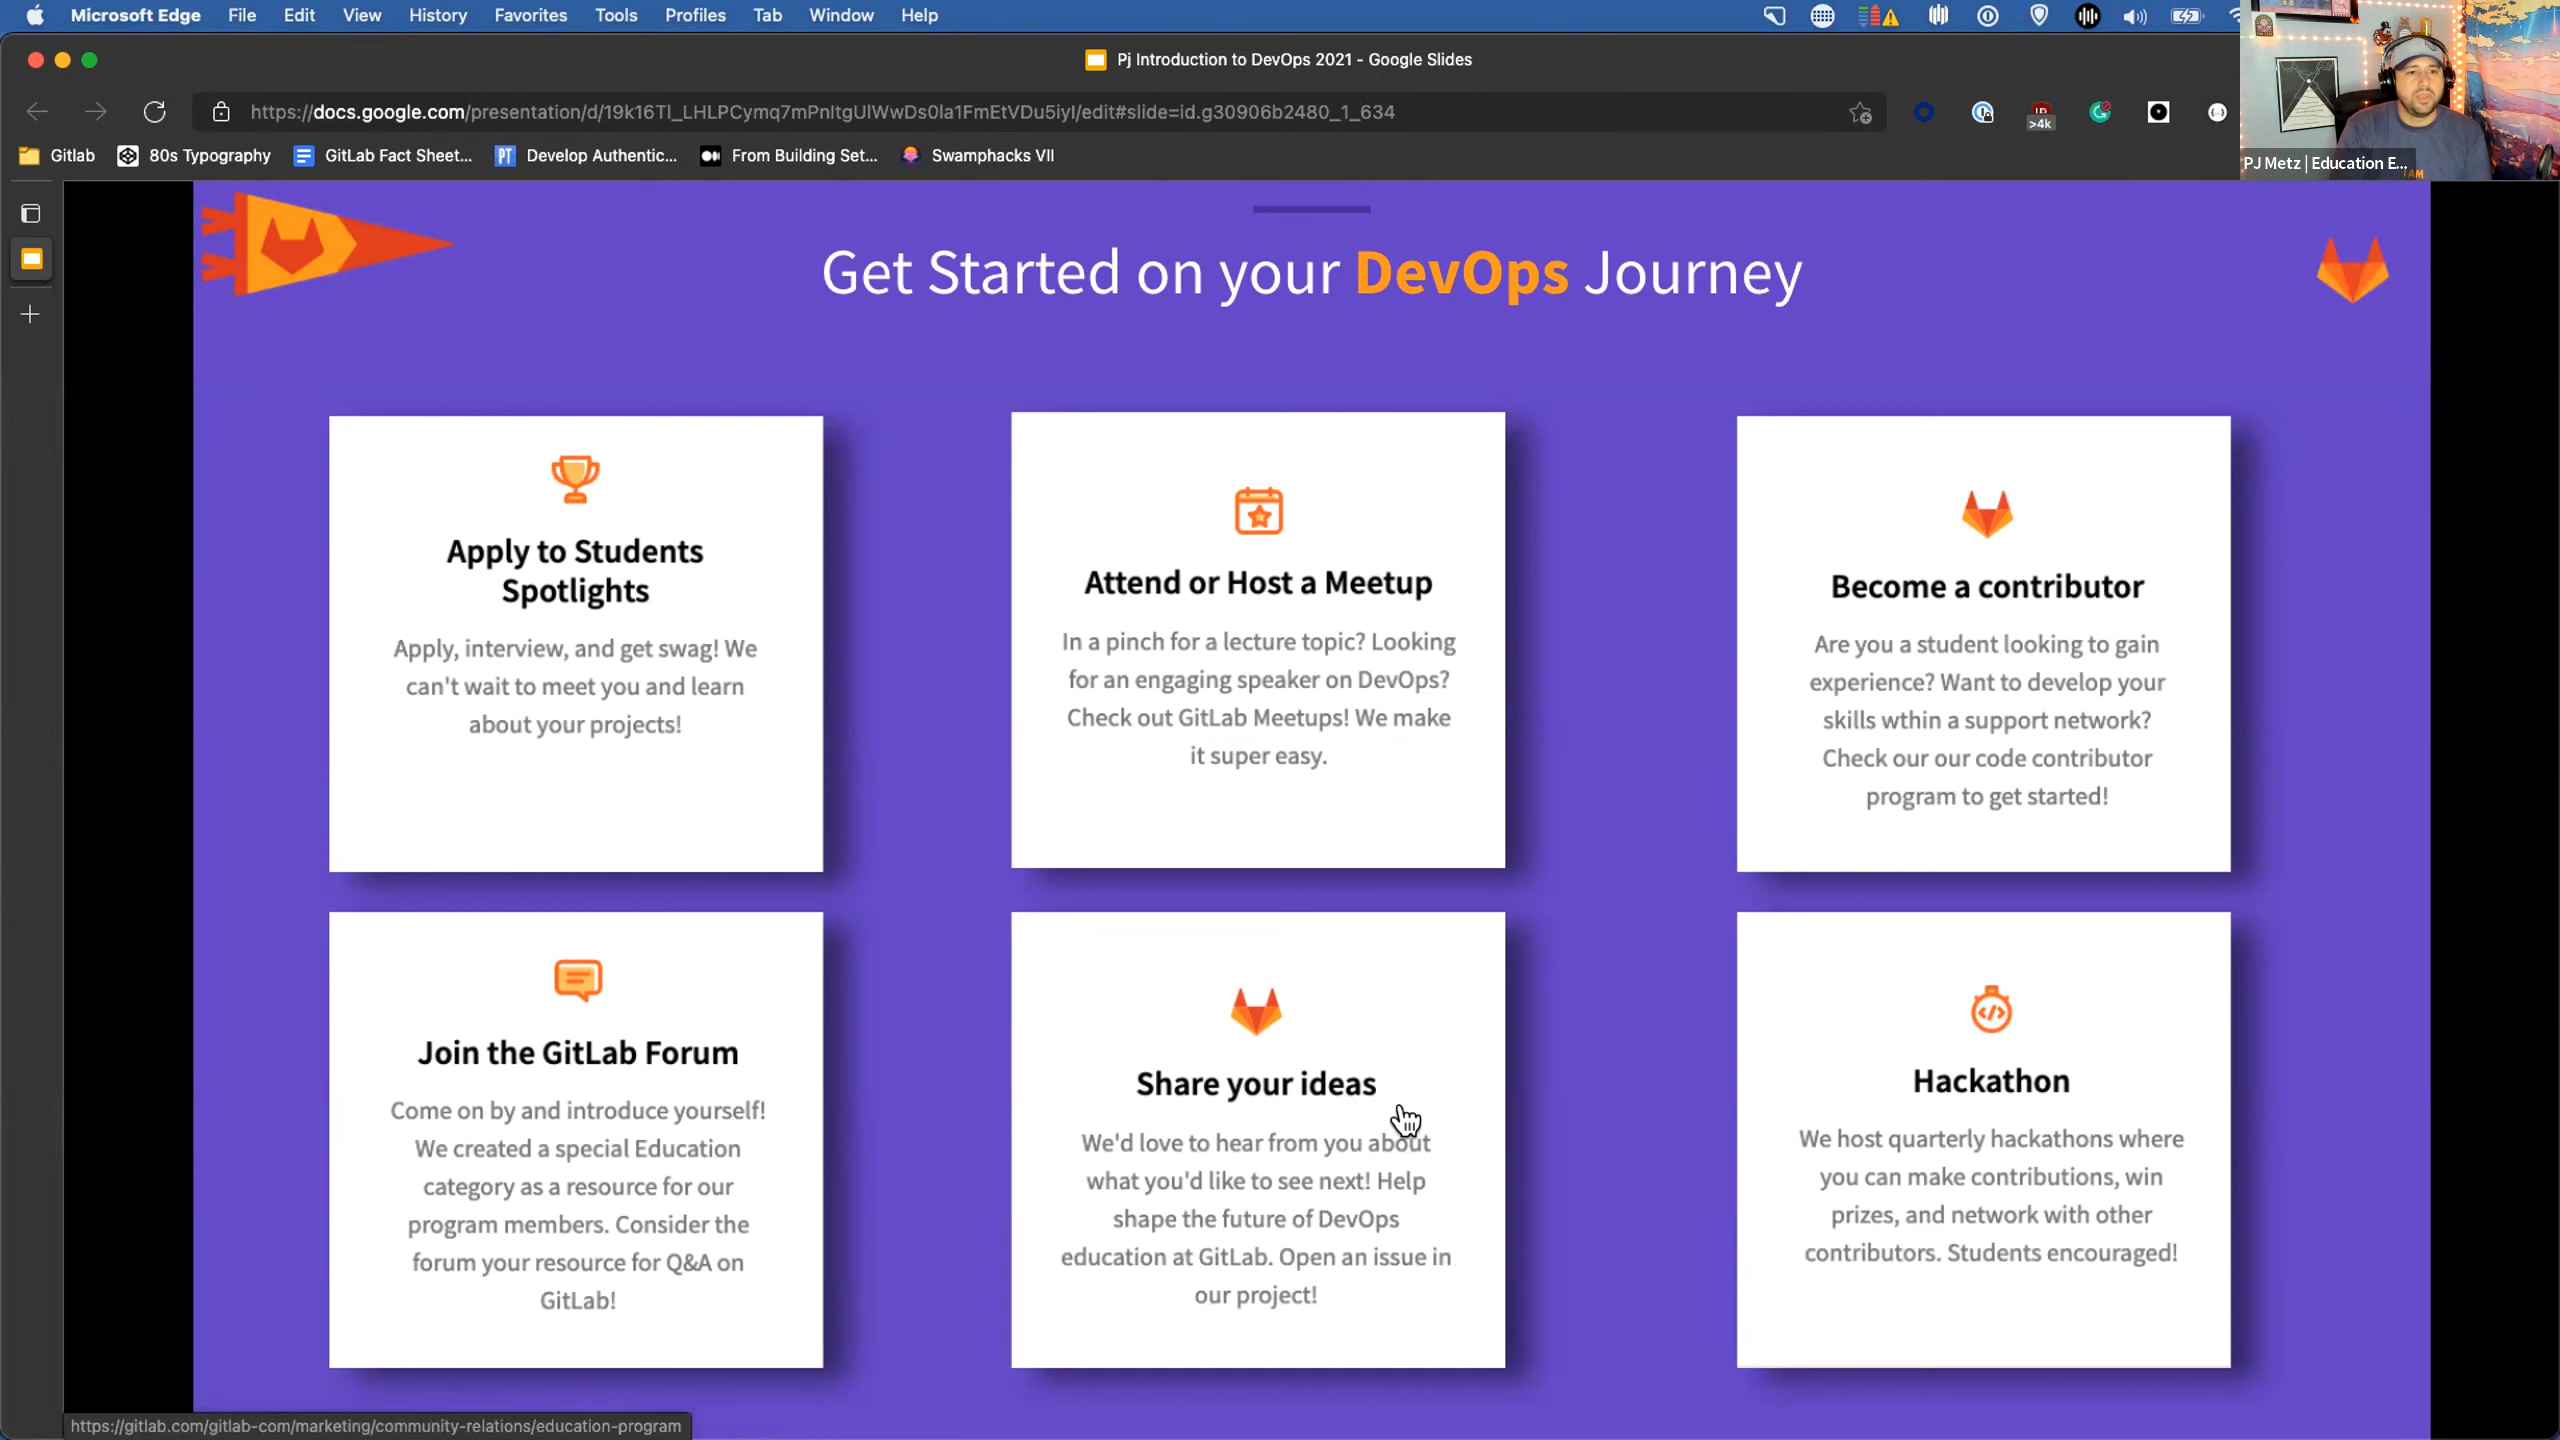 Microsoft Edge File Edit View History Favorites Tools Profiles Tab Window Help
Pj Introduction to DevOps 2021 - Google Slides
https://docs.google.com/presentation/d/19k16Tl_LHLPCymq7mPnItgUlWwDs0la1FmEtVDu5iyI/edit#slide=id.g30906b2480_1_634
>4k
Gitlab 80s Typography GitLab Fact Sheet... PT Develop Authentic... From Building Set... Swamphacks VII
PJ Metz | Education E...
Get Started on your DevOps Journey
Apply to Students
Spotlights
Apply, interview, and get swag! We
can't wait to meet you and learn
about your projects!
Attend or Host a Meetup
In a pinch for a lecture topic? Looking
for an engaging speaker on DevOps?
Check out GitLab Meetups! We make
it super easy.
Become a contributor
Are you a student looking to gain
experience? Want to develop your
skills wthin a support network?
Check our our code contributor
program to get started!
Join the GitLab Forum
Come on by and introduce yourself!
We created a special Education
category as a resource for our
program members. Consider the
forum your resource for Q&A on
GitLab!
Share your ideas
We'd love to hear from you about
what you'd like to see next! Help
shape the future of DevOps
education at GitLab. Open an issue in
our project!
Hackathon
We host quarterly hackathons where
you can make contributions, win
prizes, and network with other
contributors. Students encouraged!
https://gitlab.com/gitlab-com/marketing/community-relations/education-program